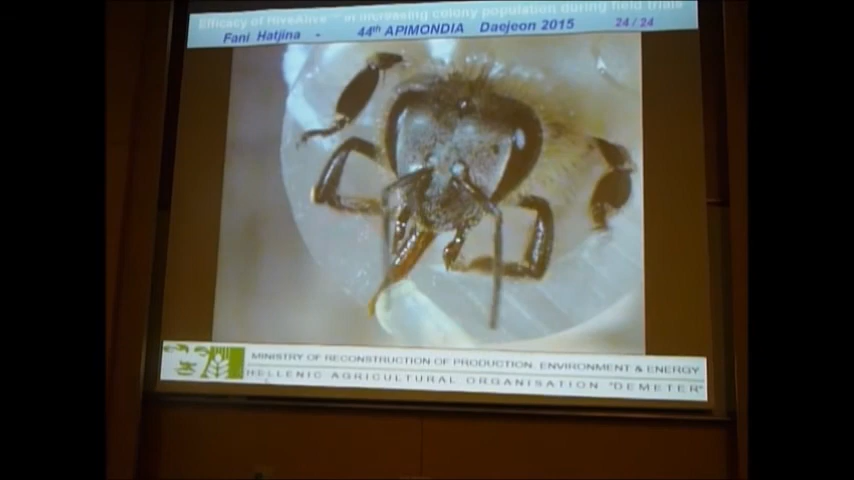 Efficacy of HiveAlive in increasing colony population during field trials
Fani Hatjina - 44th APIMONDIA Daejeon 2015 24 / 24
MINISTRY OF RECONSTRUCTION OF PRODUCTION, ENVIRONMENT & ENERGY
HELLENIC AGRICULTURAL ORGANISATION "DEMETER"